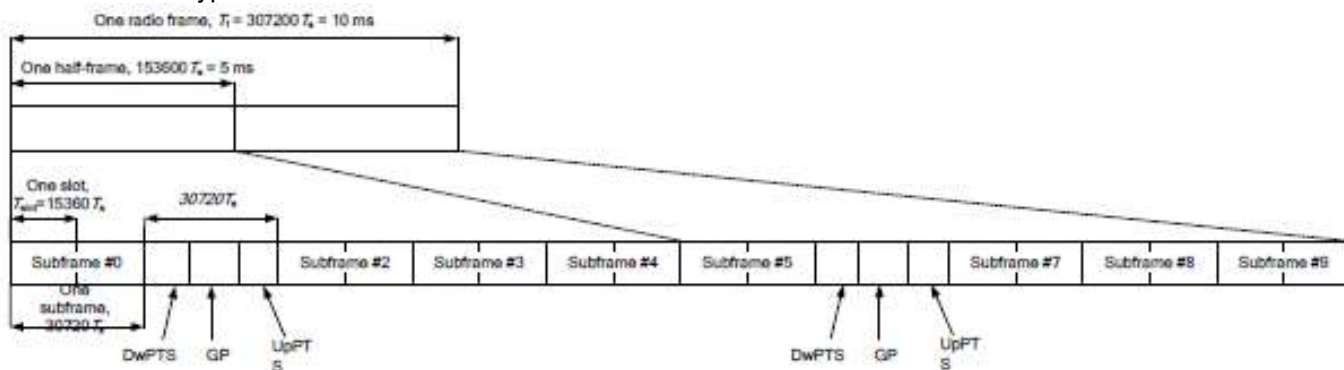 One radio frame, Tf = 307200 Ts = 10 ms
One half-frame, 153600 Ts = 5 ms
One slot,
Tslot=15360 Ts
30720Ts
Subframe #0
Subframe #2
Subframe #3
Subframe #4
Subframe #5
Subframe #7
Subframe #8
Subframe #9
One
subframe,
30720 Ts
DwPTS
GP
UpPT
S
DwPTS
GP
UpPT
S